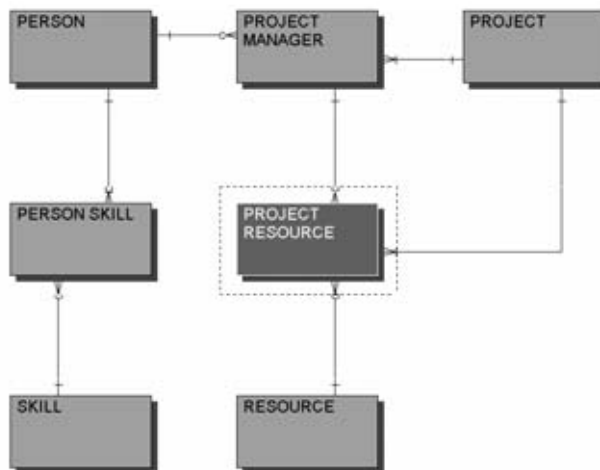 PERSON
PROJECT
MANAGER
PROJECT
PERSON SKILL
PROJECT
RESOURCE
SKILL
RESOURCE